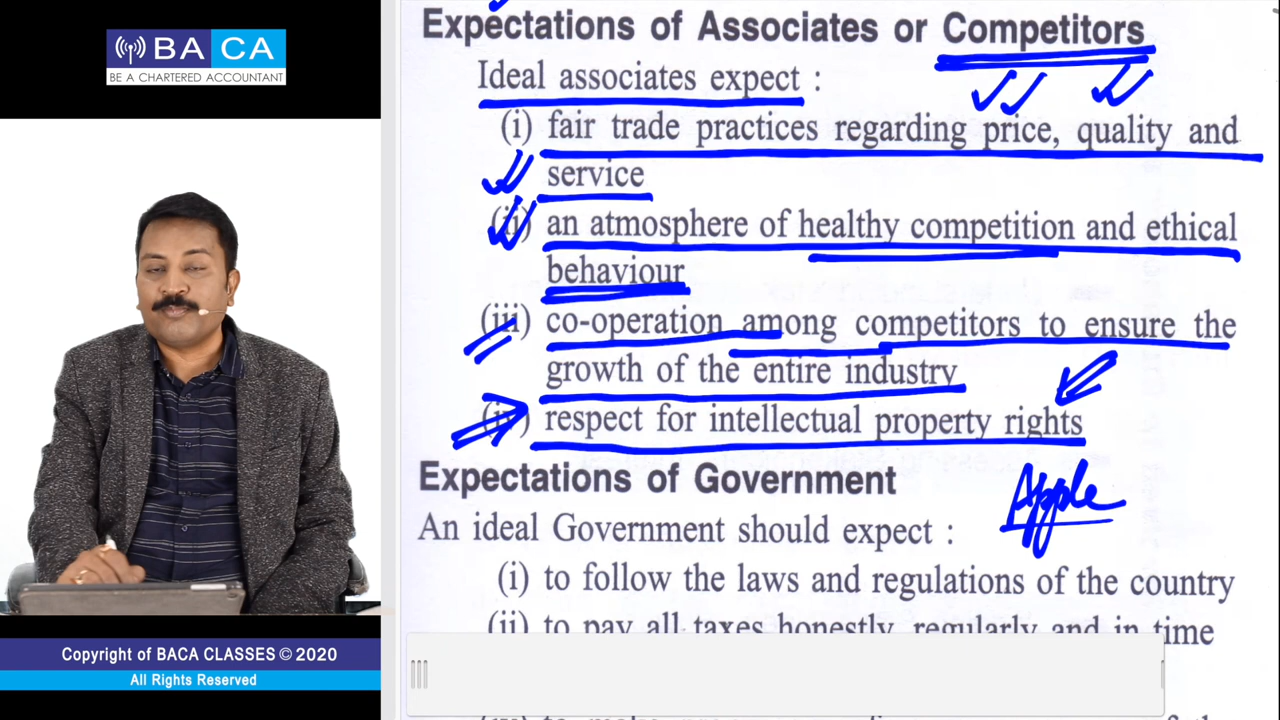 BACA
BE A CHARTERED ACCOUNTANT
Expectations of Associates or Competitors
Ideal associates expect :
(i) fair trade practices regarding price, quality and
service
(ii) an atmosphere of healthy competition and ethical
behaviour
(iii) co-operation among competitors to ensure the
growth of the entire industry
(iv) respect for intellectual property rights
Expectations of Government
Apple
An ideal Government should expect :
(i) to follow the laws and regulations of the country
(ii) to pay all taxes honestly, regularly and in time
Copyright of BACA CLASSES © 2020
All Rights Reserved